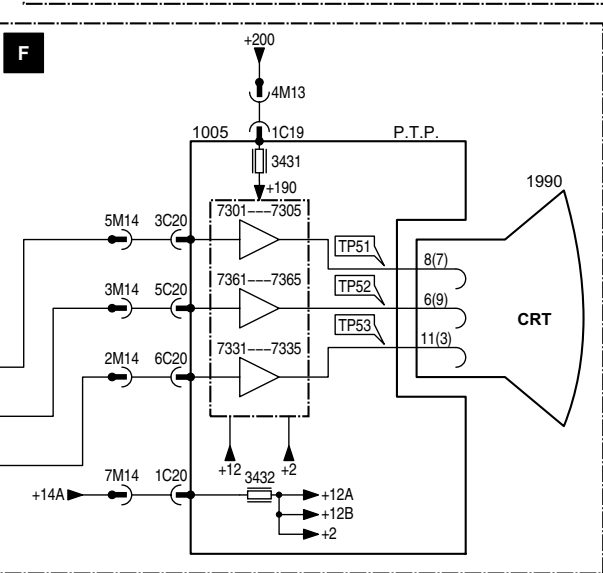 F
+200
4M13
1005
1C19
P.T.P.
3431
1990
+190
5M14
3C20
7301---7305
TP51
8(7)
3M14
5C20
7361---7365
TP52
6(9)
CRT
2M14
6C20
7331---7335
TP53
11(3)
+12
+2
7M14
1C20
3432
+14A
+12A
+12B
+2